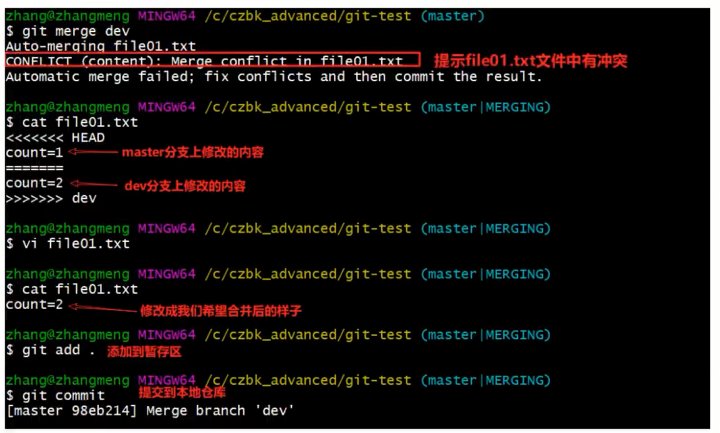 zhang@zhangmeng MINGW64 /c/czbk_advanced/git-test (master)
$ git merge dev
Auto-merging file01.txt
CONFLICT (content): Merge conflict in file01.txt 提示file01.txt文件中有冲突
Automatic merge failed; fix conflicts and then commit the result.
zhang@zhangmeng MINGW64 /c/czbk_advanced/git-test (master|MERGING)
$ cat file01.txt
<<<<<<< HEAD
count=1 master分支上修改的内容
=======
count=2 dev分支上修改的内容
>>>>>>> dev
zhang@zhangmeng MINGW64 /c/czbk_advanced/git-test (master|MERGING)
$ vi file01.txt
zhang@zhangmeng MINGW64 /c/czbk_advanced/git-test (master|MERGING)
$ cat file01.txt
count=2 修改成我们希望合并后的样子
zhang@zhangmeng MINGW64 /c/czbk_advanced/git-test (master|MERGING)
$ git add . 添加到暂存区
zhang@zhangmeng MINGW64 /c/czbk_advanced/git-test (master|MERGING)
$ git commit 提交到本地仓库
[master 98eb214] Merge branch 'dev'